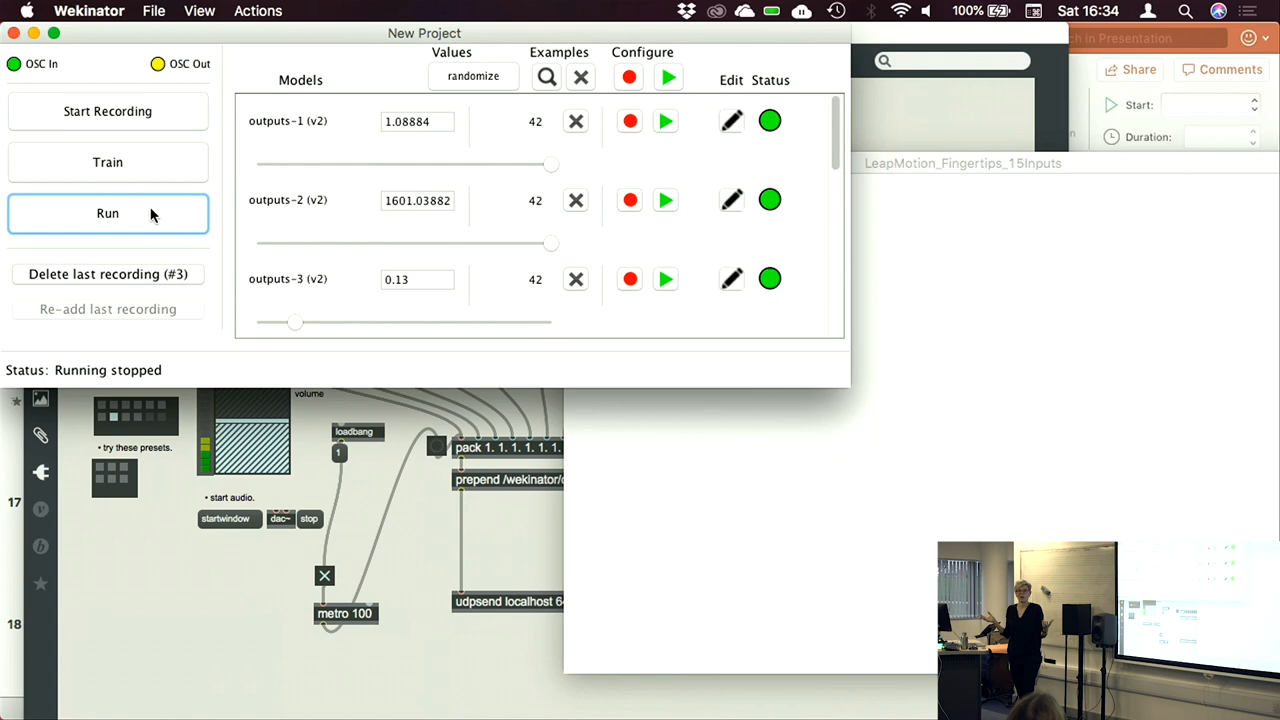 Wekinator File View Actions
100% Sat 16:34
New Project
OSC In OSC Out
Values Examples Configure
Models randomize Edit Status
Start Recording
Train
Run
Delete last recording (#3)
Re-add last recording
outputs-1 (v2) 1.08884 42
outputs-2 (v2) 1601.03882 42
outputs-3 (v2) 0.13 42
Status: Running stopped
ch in Presentation
Share Comments
Start:
Duration:
LeapMotion_Fingertips_15Inputs
volume
• try these presets.
loadbang
1
pack 1. 1. 1. 1. 1. 1.
prepend /wekinator/
• start audio.
startwindow dac~ stop
metro 100
udpsend localhost 6
17
18